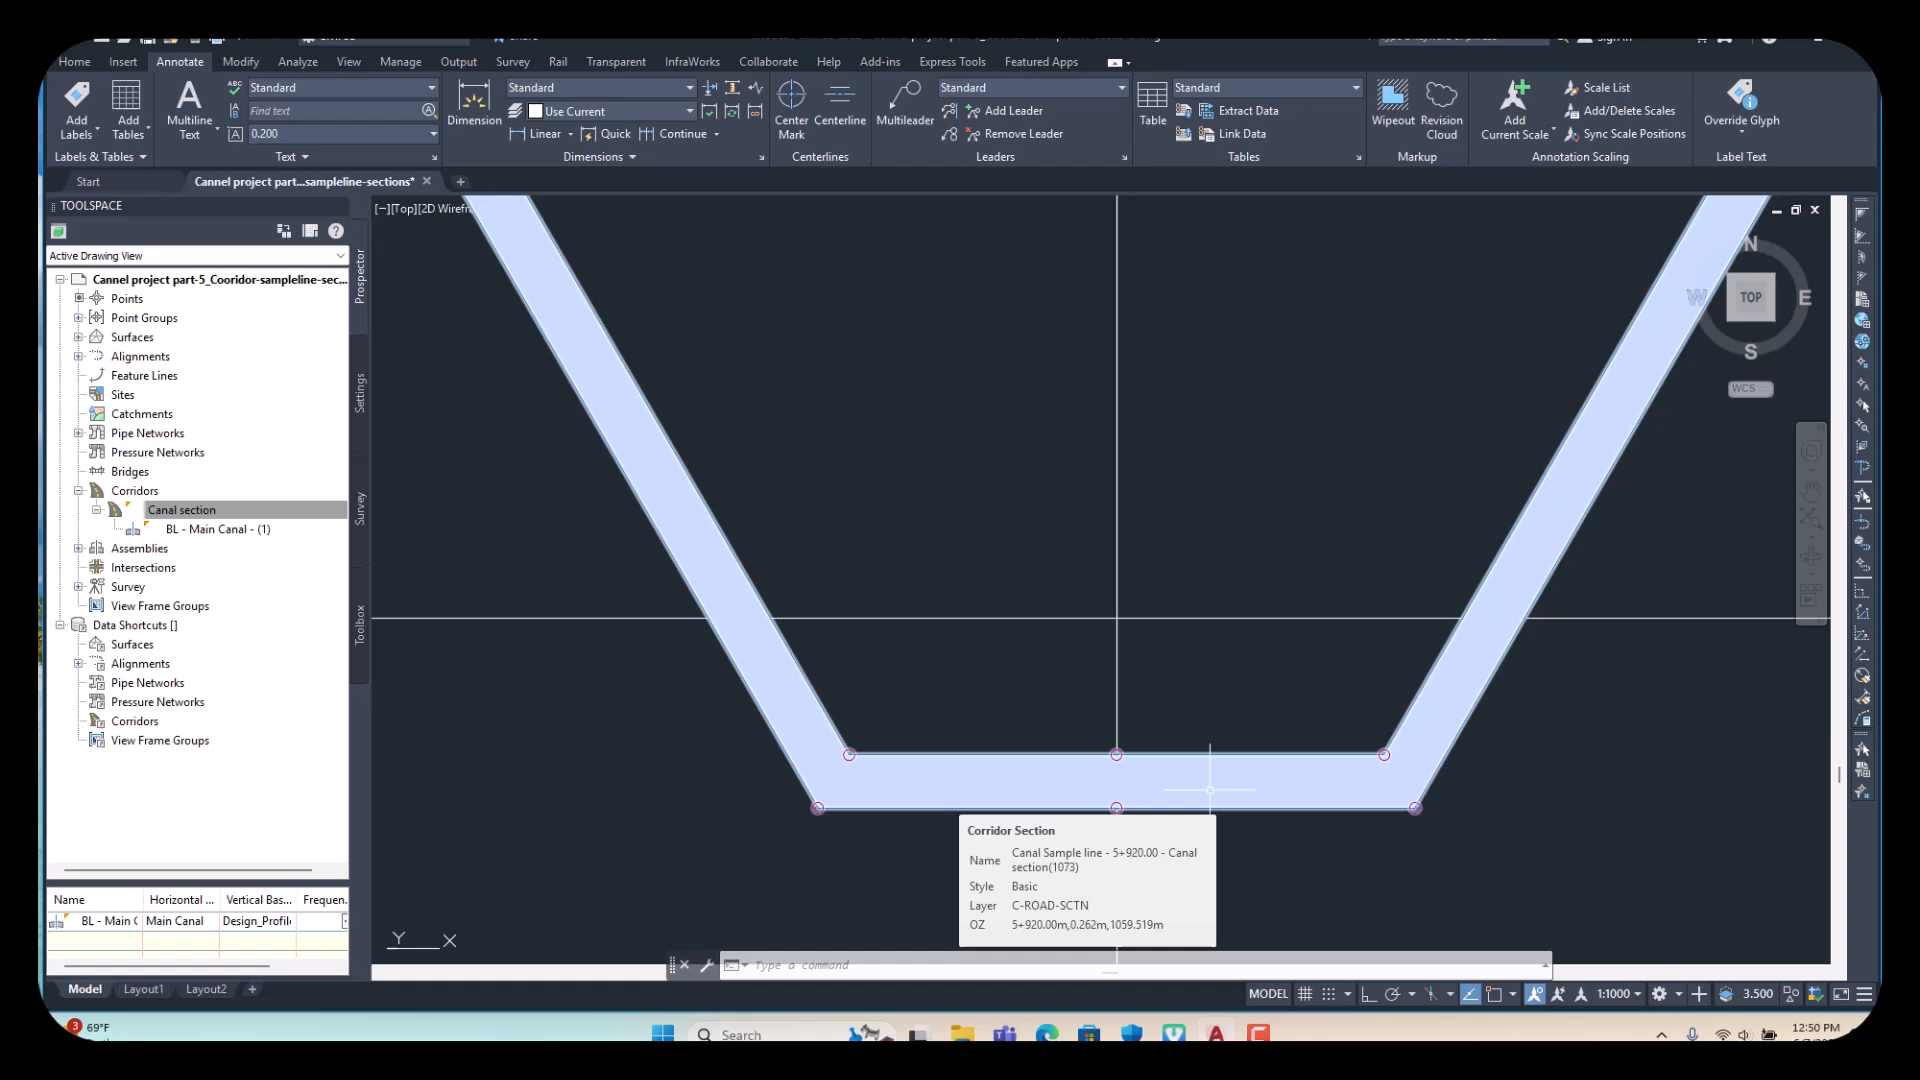 Home Insert Annotate Modify Analyze View Manage Output Survey Rail Transparent InfraWorks Collaborate Help Add-ins Express Tools Featured Apps
Add Labels
Add Tables
Multiline Text
ABC Standard
Find text
0.200
Dimension
Standard
Use Current
Linear Quick Continue
Center Mark
Centerline
Multileader
Standard
Add Leader
Remove Leader
Table
Standard
Extract Data
Link Data
Wipeout
Revision Cloud
Add Current Scale
Scale List
Add/Delete Scales
Sync Scale Positions
Override Glyph
Labels & Tables Text Dimensions Centerlines Leaders Tables Markup Annotation Scaling Label Text
Start Cannel project part...sampleline-sections*
TOOLSPACE
[−][Top][2D Wirefr
Active Drawing View
Cannel project part-5_Cooridor-sampleline-sec...
Points
Point Groups
Surfaces
Alignments
Feature Lines
Sites
Catchments
Pipe Networks
Pressure Networks
Bridges
Corridors
Canal section
BL - Main Canal - (1)
Assemblies
Intersections
Survey
View Frame Groups
Data Shortcuts []
Surfaces
Alignments
Pipe Networks
Pressure Networks
Corridors
View Frame Groups
Prospector
Settings
Survey
Toolbox
N
W TOP E
S
WCS
Corridor Section
Name Canal Sample line - 5+920.00 - Canal section(1073)
Style Basic
Layer C-ROAD-SCTN
OZ 5+920.00m,0.262m,1059.519m
Name Horizontal ... Vertical Bas... Frequen.
BL - Main C Main Canal Design_Profil
Y X
Type a command
Model Layout1 Layout2
MODEL 1:1000 3.500
3 69°F
Search
12:50 PM